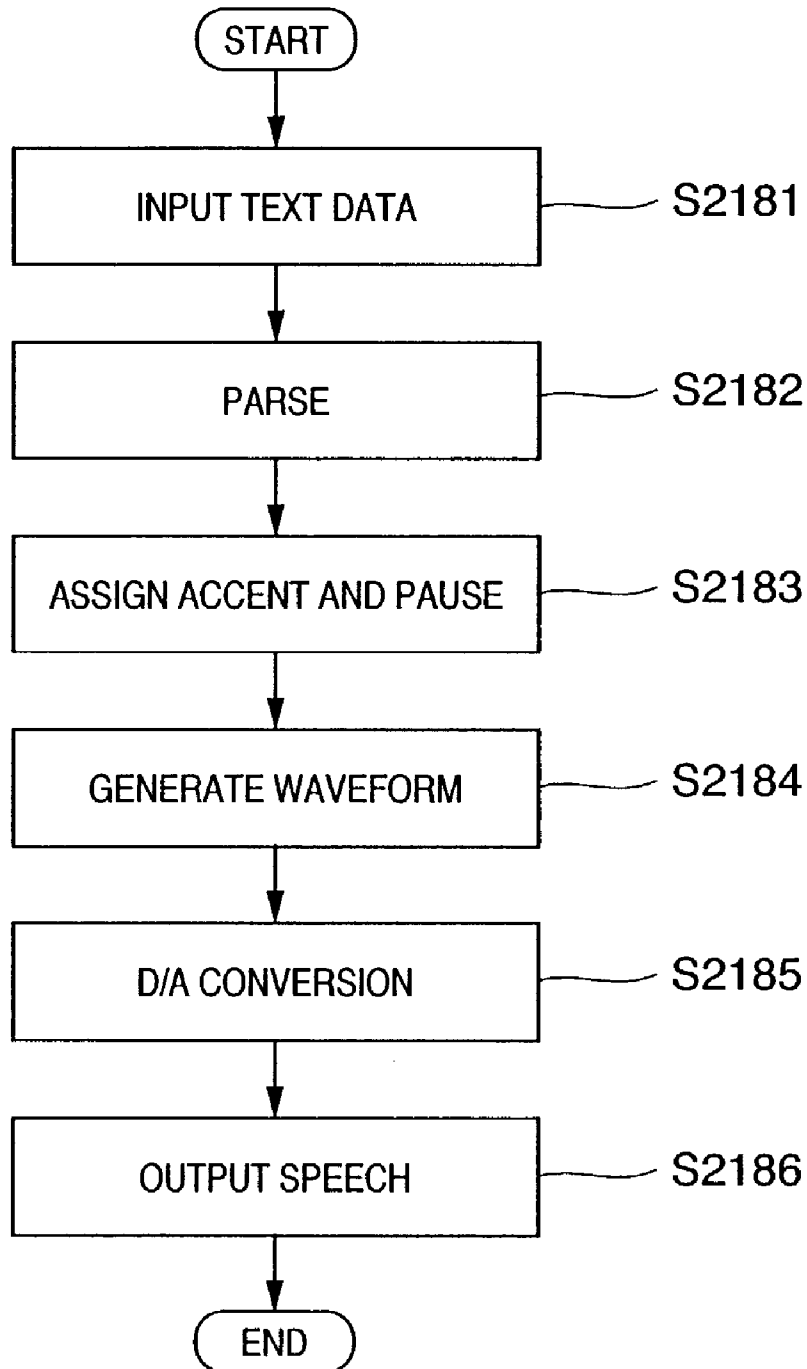 START
INPUT TEXT DATA
S2181
PARSE
S2182
ASSIGN ACCENT AND PAUSE
S2183
GENERATE WAVEFORM
S2184
D/A CONVERSION
S2185
OUTPUT SPEECH
S2186
END